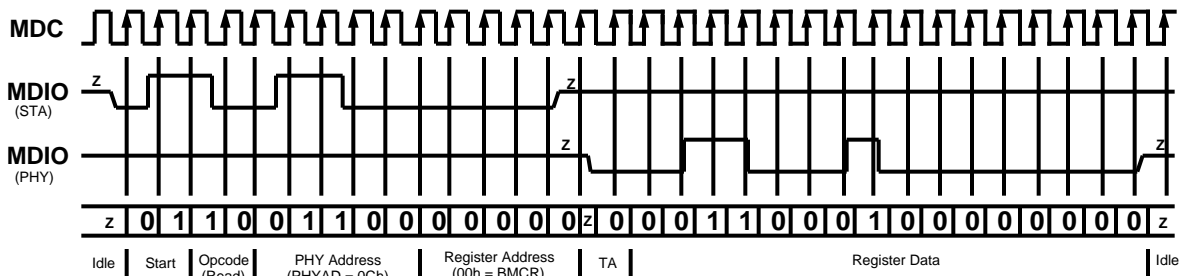 MDC
z
z
MDIO
(STA)
z
z
MDIO
(PHY)
z 0 1 1 0 0 1 1 0 0 0 0 0 0 0 z 0 0 0 1 1 0 0 0 1 0 0 0 0 0 0 0 0 z
Idle Start Opcode PHY Address Register Address TA Register Data Idle
(Read) (PHYAD = 0Ch) (00h = BMCR)